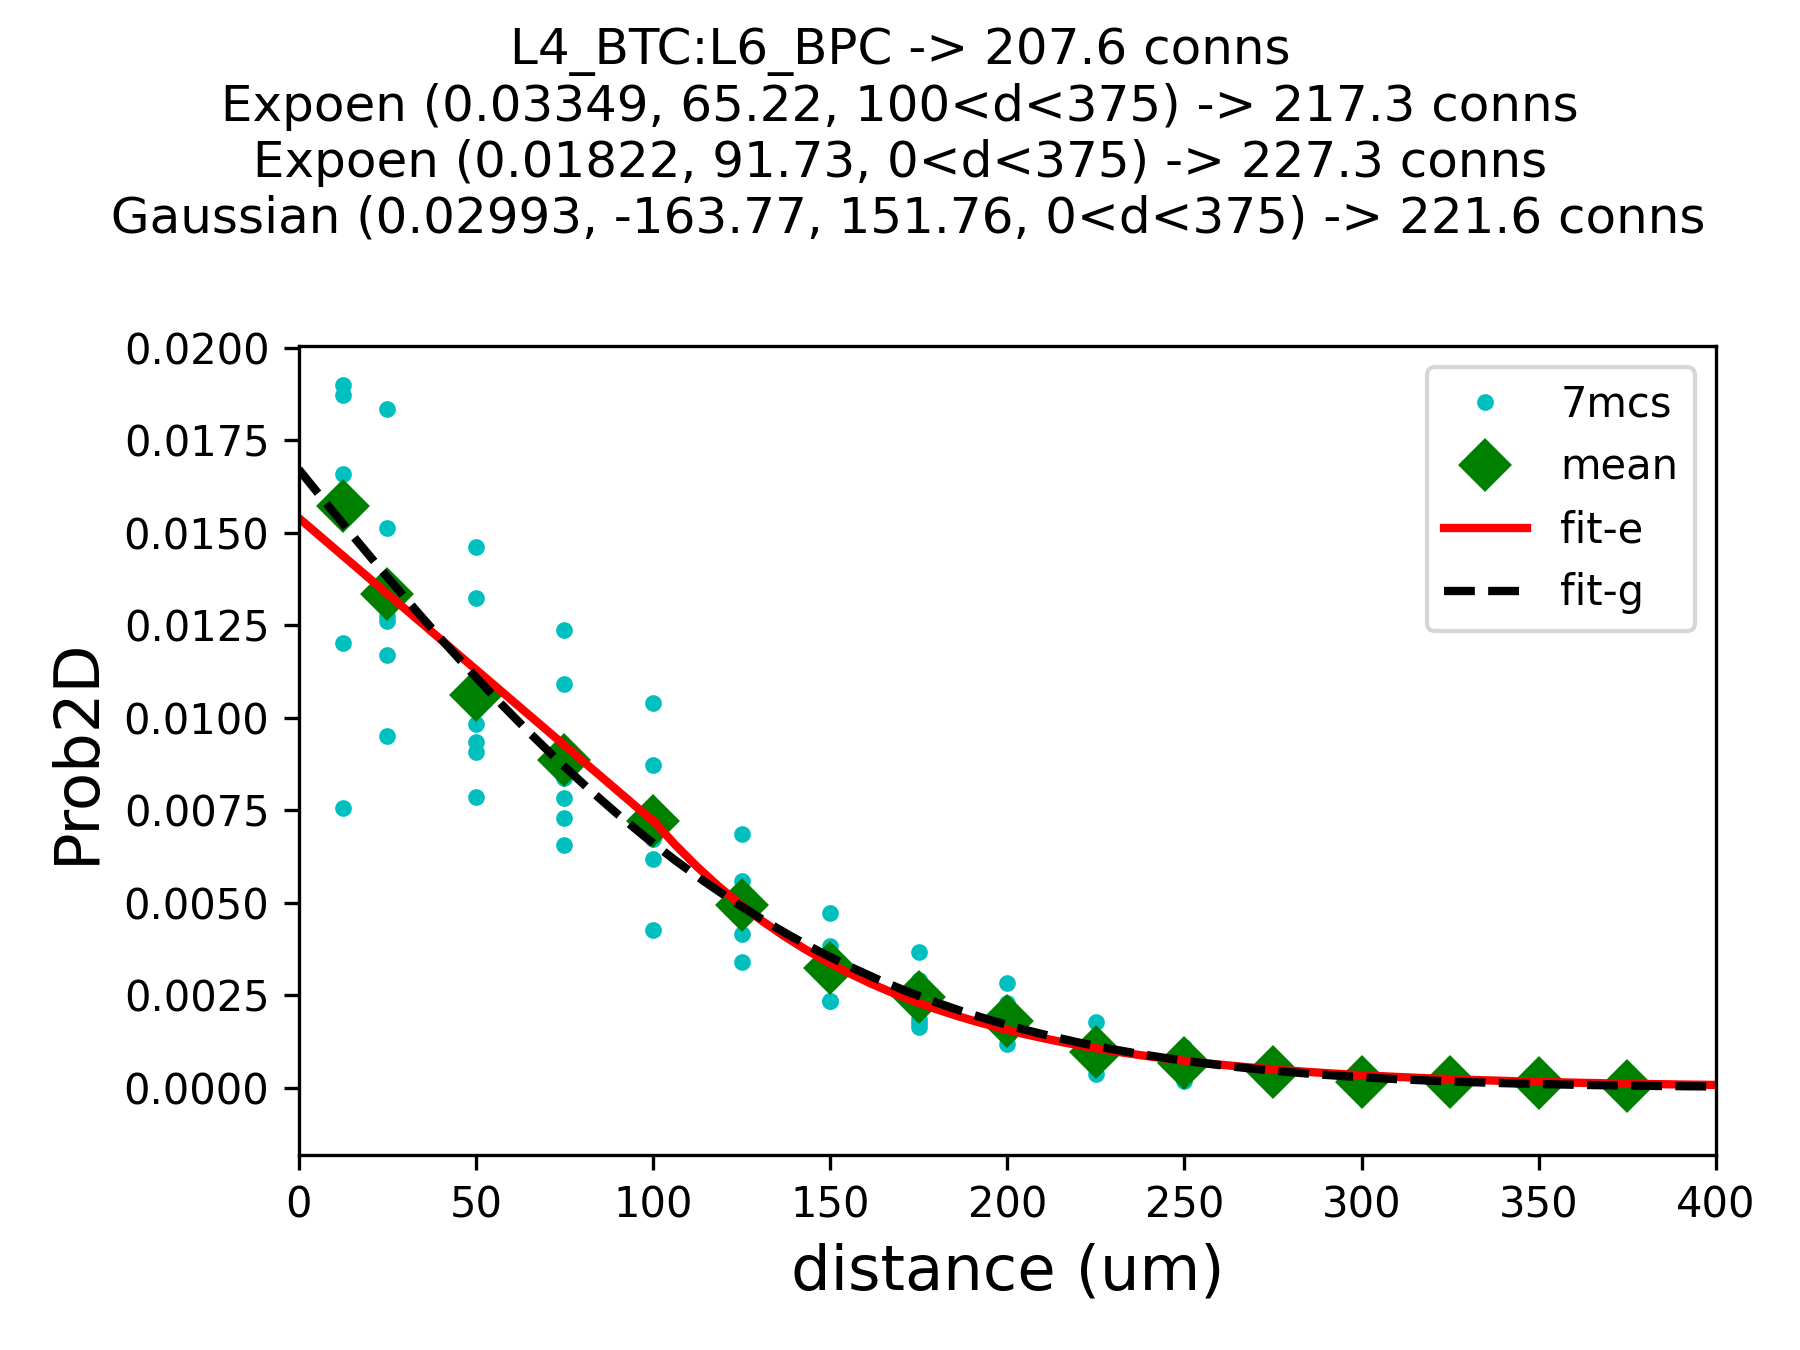 L4_BTC:L6_BPC -> 207.6 conns
Expoen (0.03349, 65.22, 100<d<375) -> 217.3 conns
Expoen (0.01822, 91.73, 0<d<375) -> 227.3 conns
Gaussian (0.02993, -163.77, 151.76, 0<d<375) -> 221.6 conns
0.0200
0.0175
0.0150
0.0125
0.0100
0.0075
0.0050
0.0025
0.0000
Prob2D
7mcs
mean
fit-e
fit-g
0 50 100 150 200 250 300 350 400
distance (um)